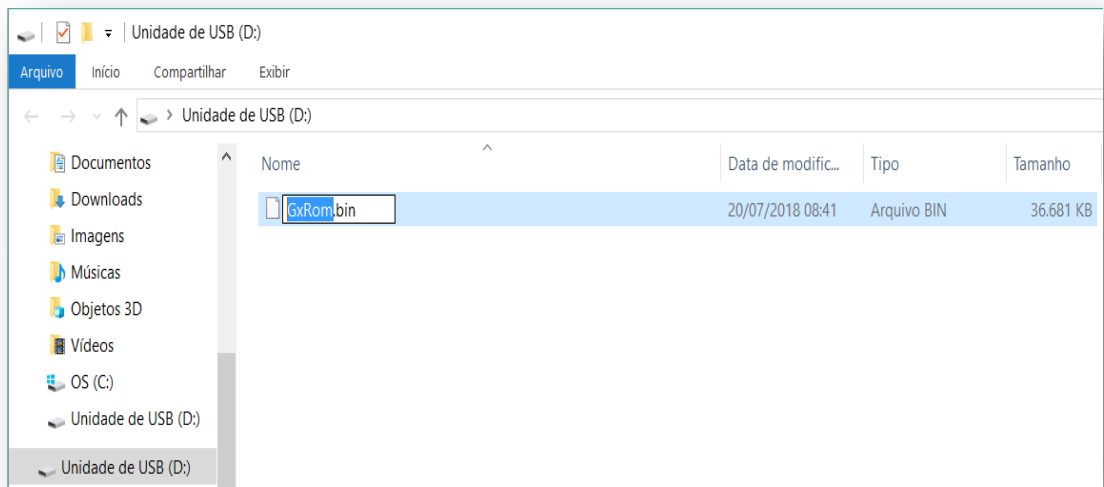 Unidade de USB (D:)
Arquivo Início Compartilhar Exibir
Unidade de USB (D:)
Documentos
Downloads
Imagens
Músicas
Objetos 3D
Vídeos
OS (C:)
Unidade de USB (D:)
Unidade de USB (D:)
Nome Data de modific... Tipo Tamanho
GxRom.bin 20/07/2018 08:41 Arquivo BIN 36.681 KB